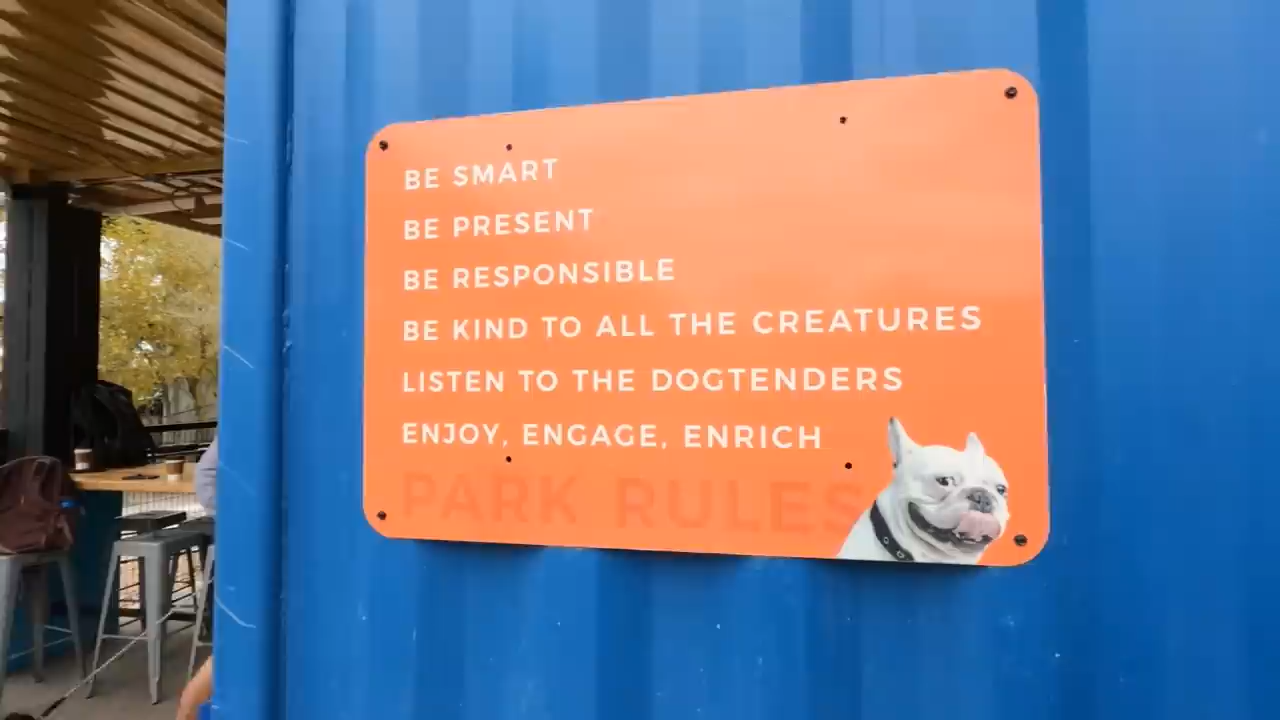 BE SMART
BE PRESENT
BE RESPONSIBLE
BE KIND TO ALL THE CREATURES
LISTEN TO THE DOGTENDERS
ENJOY, ENGAGE, ENRICH
PARK RULES